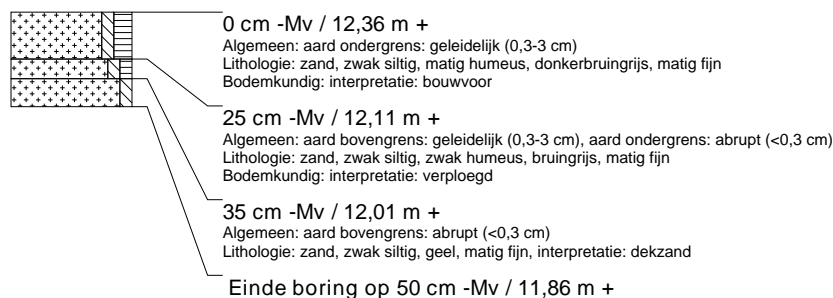 0 cm -Mv / 12,36 m +
Algemeen: aard ondergrens: geleidelijk (0,3-3 cm)
Lithologie: zand, zwak siltig, matig humeus, donkerbruingrijs, matig fijn
Bodemkundig: interpretatie: bouwvoor
25 cm -Mv / 12,11 m +
Algemeen: aard bovengrens: geleidelijk (0,3-3 cm), aard ondergrens: abrupt (<0,3 cm)
Lithologie: zand, zwak siltig, zwak humeus, bruingrijs, matig fijn
Bodemkundig: interpretatie: verploegd
35 cm -Mv / 12,01 m +
Algemeen: aard bovengrens: abrupt (<0,3 cm)
Lithologie: zand, zwak siltig, geel, matig fijn, interpretatie: dekzand
Einde boring op 50 cm -Mv / 11,86 m +